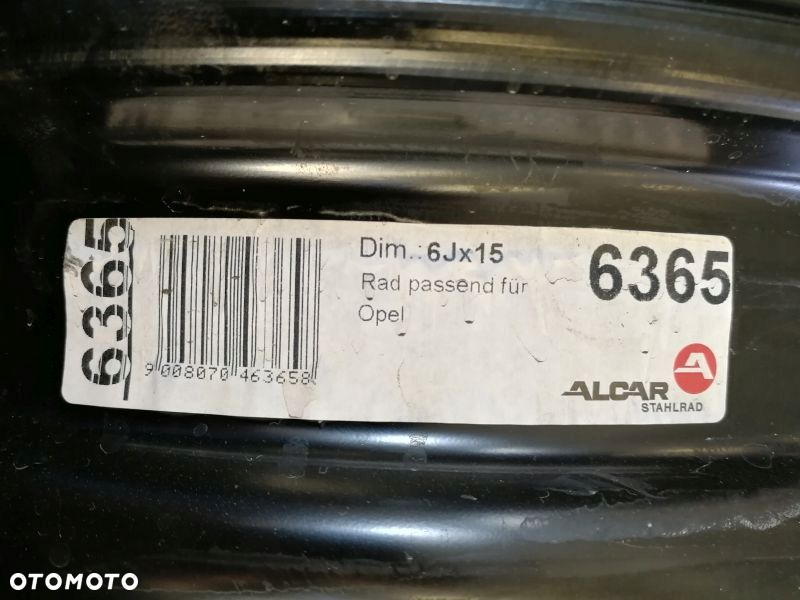 6365
9 008070 463658
Dim.: 6Jx15
Rad passend für
Opel
6365
ALCAR
STAHLRAD
OTOMOTO